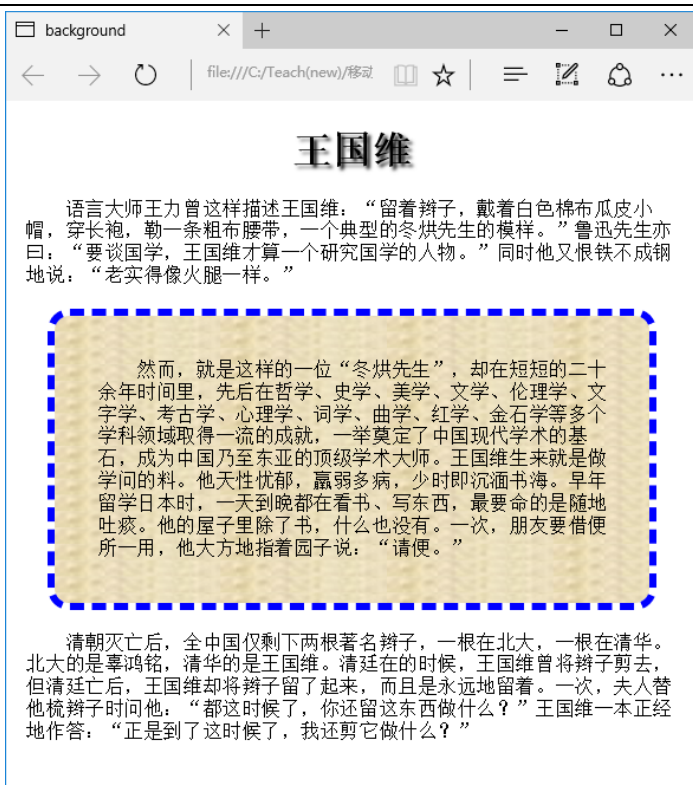 background
file:///C:/Teach(new)/移动
王国维
语言大师王力曾这样描述王国维：“留着辫子，戴着白色棉布瓜皮小
帽，穿长袍，勒一条粗布腰带，一个典型的冬烘先生的模样。”鲁迅先生亦
曰：“要谈国学，王国维才算一个研究国学的人物。”同时他又恨铁不成钢
地说：“老实得像火腿一样。”
然而，就是这样的一位“冬烘先生”，却在短短的二十
余年时间里，先后在哲学、史学、美学、文学、伦理学、文
字学、考古学、心理学、词学、曲学、红学、金石学等多个
学科领域取得一流的成就，一举奠定了中国现代学术的基
石，成为中国乃至东亚的顶级学术大师。王国维生来就是做
学问的料。他天性忧郁，羸弱多病，少时即沉湎书海。早年
留学日本时，一天到晚都在看书、写东西，最要命的是随地
吐痰。他的屋子里除了书，什么也没有。一次，朋友要借便
所一用，他大方地指着园子说：“请便。”
清朝灭亡后，全中国仅剩下两根著名辫子，一根在北大，一根在清华。
北大的是辜鸿铭，清华的是王国维。清廷在的时候，王国维曾将辫子剪去，
但清廷亡后，王国维却将辫子留了起来，而且是永远地留着。一次，夫人替
他梳辫子时问他：“都这时候了，你还留这东西做什么？”王国维一本正经
地作答：“正是到了这时候了，我还剪它做什么？”